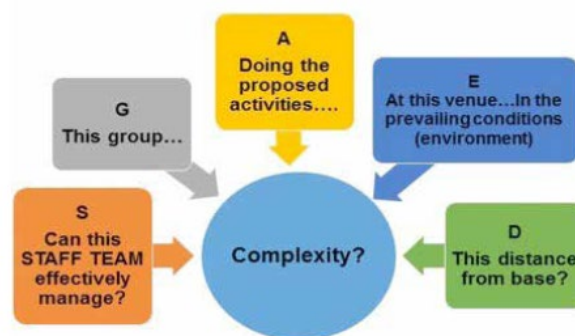 S
Can this
STAFF TEAM
effectively
manage?
G
This group…
A
Doing the
proposed
activities….
E
At this venue…In the
prevailing conditions
(environment)
D
This distance
from base?
Complexity?